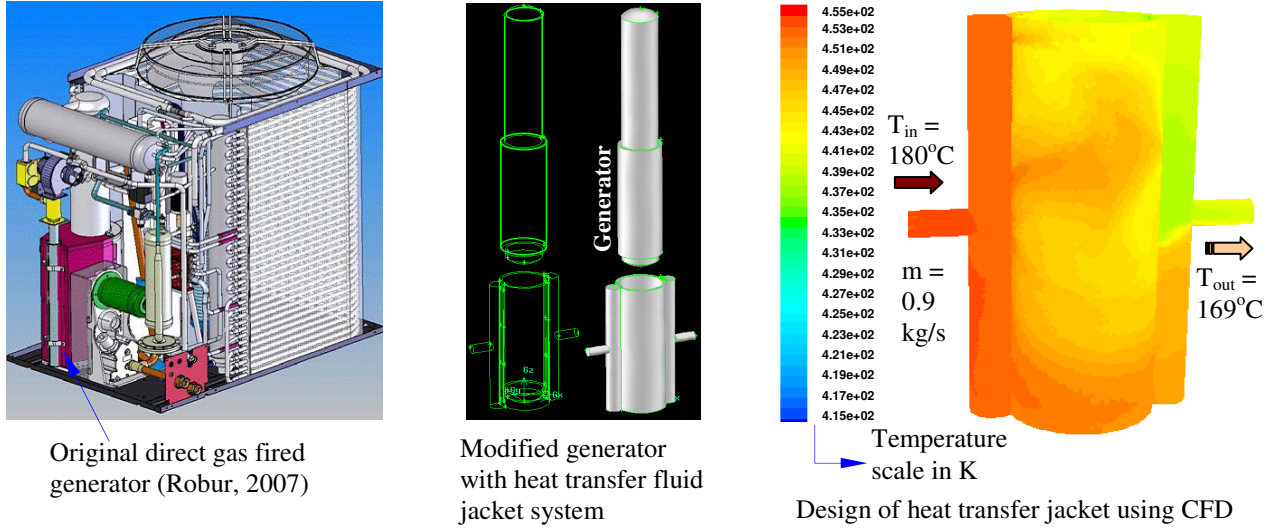 Generator
Gz
Gx
x
Original direct gas fired
generator (Robur, 2007)
Modified generator
with heat transfer fluid
jacket system
4.55e+02
4.53e+02
4.51e+02
4.49e+02
4.47e+02
4.45e+02
4.43e+02
4.41e+02
4.39e+02
4.37e+02
4.35e+02
4.33e+02
4.31e+02
4.29e+02
4.27e+02
4.25e+02
4.23e+02
4.21e+02
4.19e+02
4.17e+02
4.15e+02
Tin =
180°C
m =
0.9
kg/s
Tout =
169°C
Temperature
scale in K
Design of heat transfer jacket using CFD